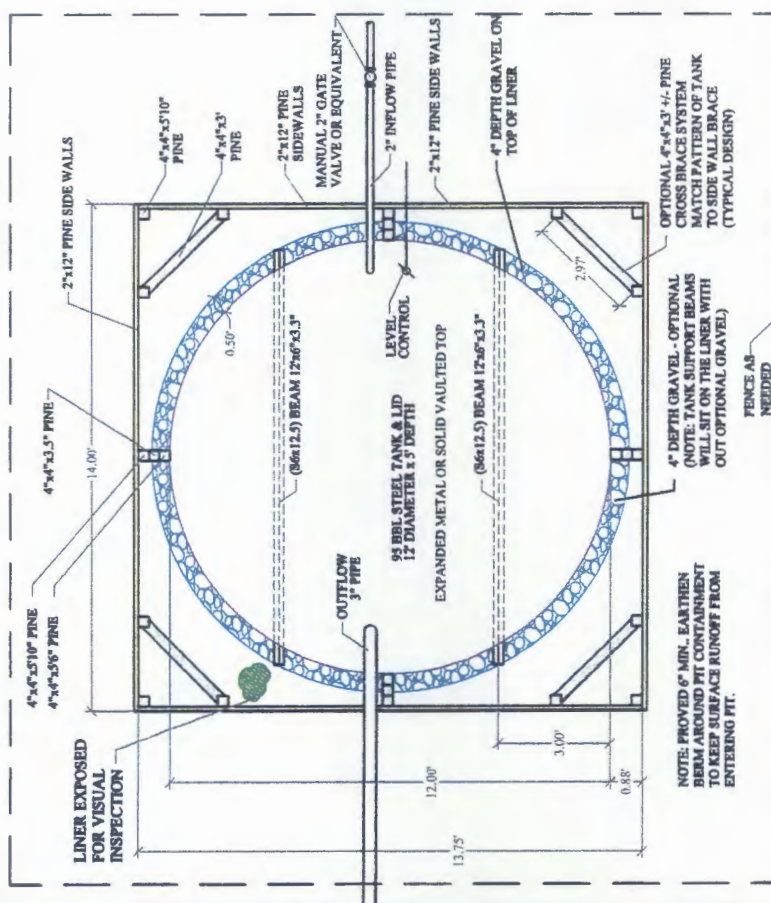 LINER EXPOSED
FOR VISUAL
INSPECTION
4"x4"x5'10" PINE
4"x4"x5'6" PINE
4"x4"x3.5" PINE
2"x12" PINE SIDE WALLS
4"x4"x5'10"
PINE
4"x4"x3'
PINE
2"x12" PINE
SIDEWALLS
MANUAL 2" GATE
VALVE OR EQUIVALENT
2" INFLOW PIPE
2"x12" PINE SIDE WALLS
4" DEPTH GRAVEL ON
TOP OF LINER
OPTIONAL 4"x4"x3' +/- PINE
CROSS BRACE SYSTEM
MATCH PATTERN OF TANK
TO SIDE WALL BRACE
(TYPICAL DESIGN)
14.00'
0.50'
(S6x12.5) BEAM 12'x6"x3.3"
LEVEL
CONTROL
OUTFLOW
3" PIPE
95 BBL STEEL TANK & LID
12' DIAMETER x 5' DEPTH
EXPANDED METAL OR SOLID VAULTED TOP
(S6x12.5) BEAM 12'x6"x3.3"
2.97'
13.75'
12.00'
3.00'
0.88'
4" DEPTH GRAVEL - OPTIONAL
(NOTE: TANK SUPPORT BEAMS
WILL SIT ON THE LINER WITH
OUT OPTIONAL GRAVEL)
NOTE: PROVED 6" MIN.. EARTHEN
BERM AROUND PIT CONTAINMENT
TO KEEP SURFACE RUNOFF FROM
ENTERING PIT.
FENCE AS
NEEDED